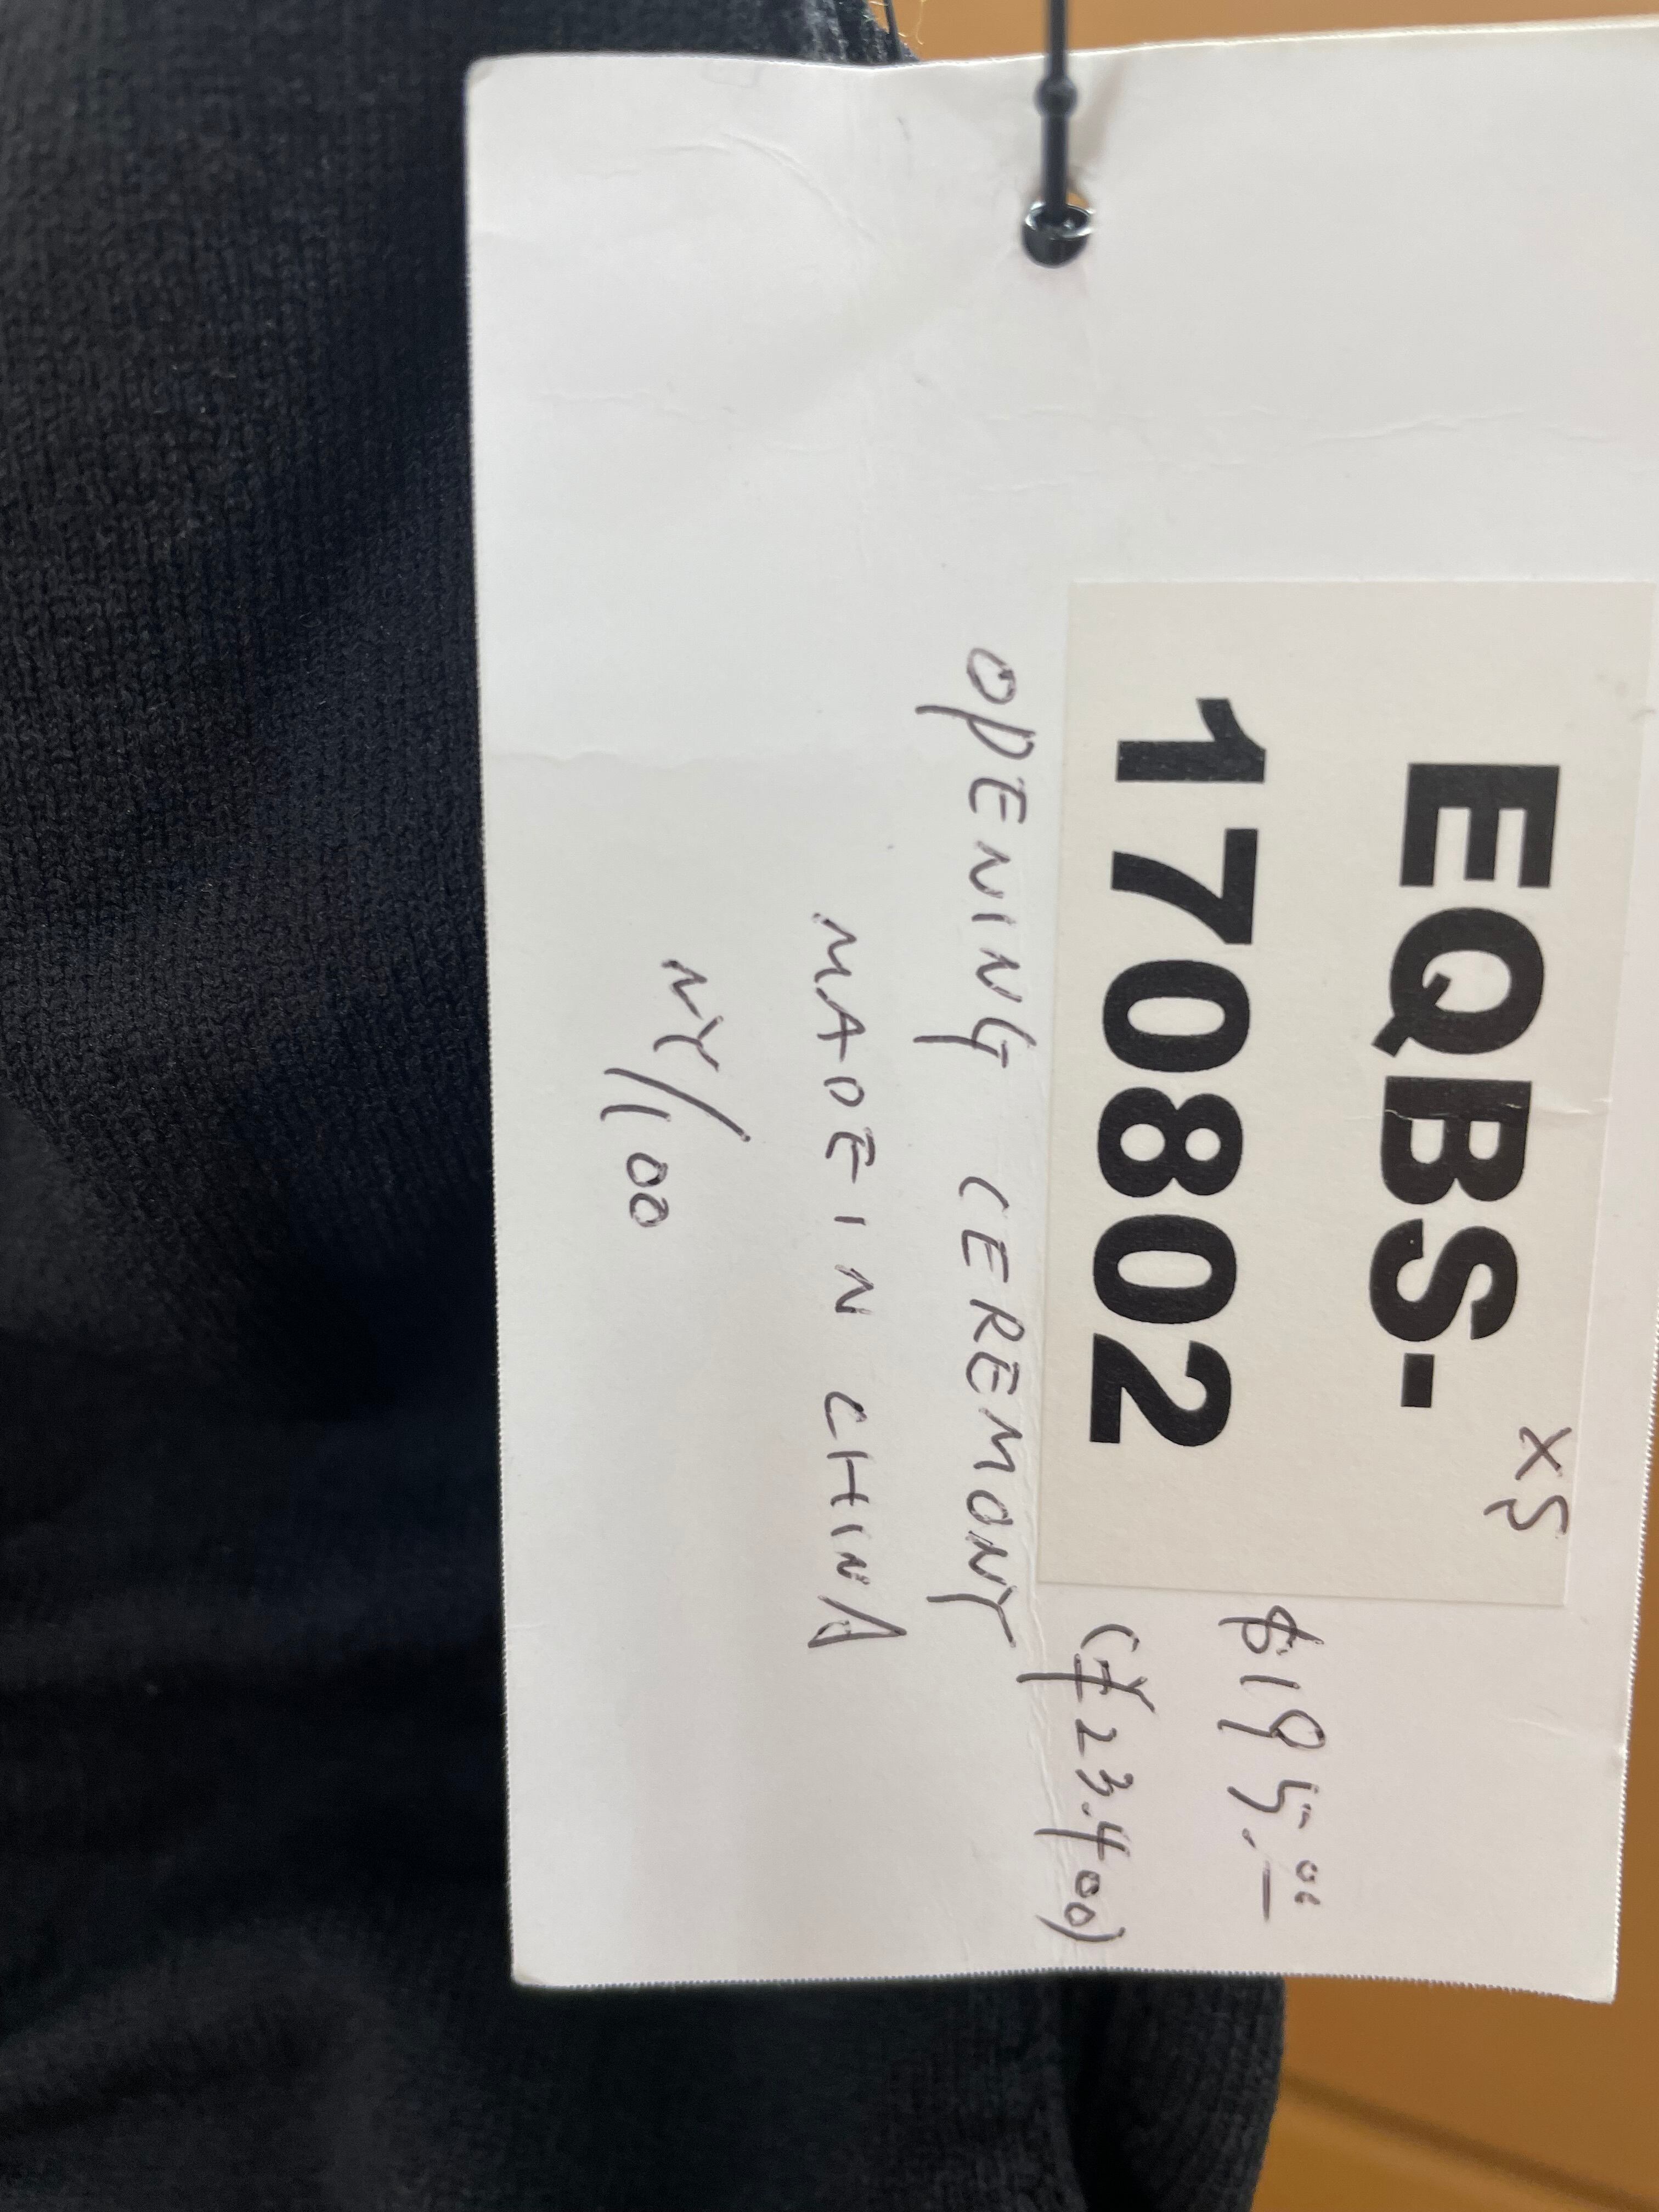 XS
EQBS-
170802
$195.00
(¥23.400)
OPENING CEREMONY
MADE IN CHINA
NY/100